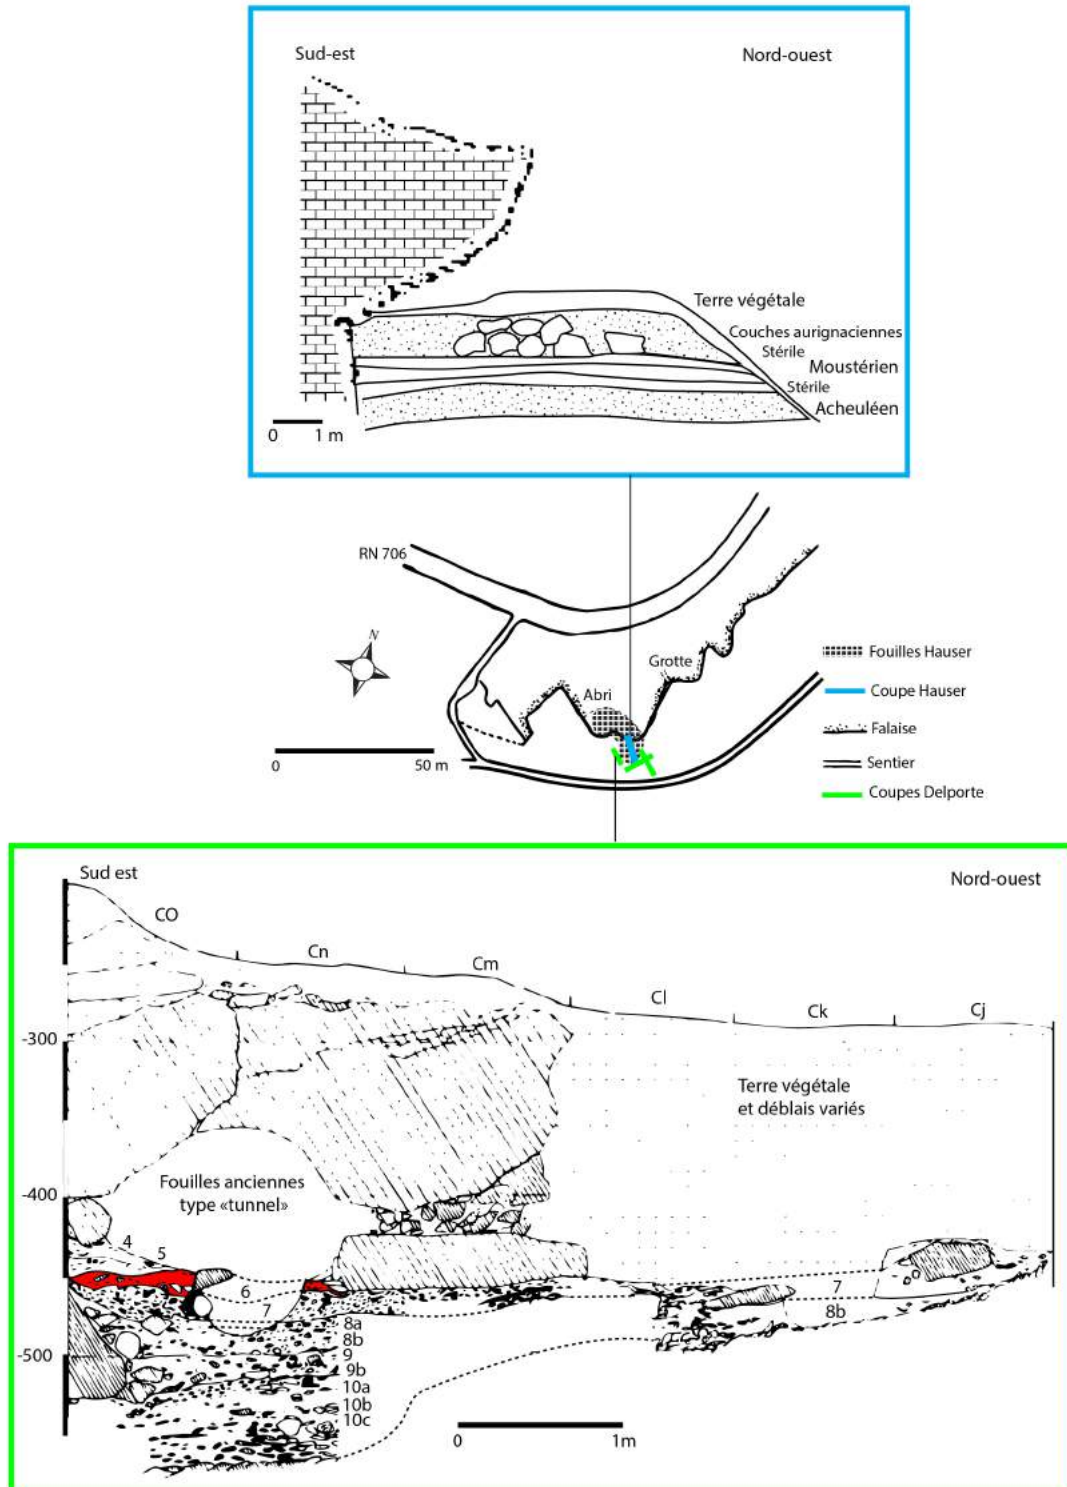 Sud-est
Nord-ouest
Terre végétale
Couches aurignaciennes
Stérile
Moustérien
Stérile
Acheuléen
0 1 m
RN 706
N
Grotte
Abri
0 50 m
Fouilles Hauser
Coupe Hauser
Falaise
Sentier
Coupes Delporte
Sud est
Nord-ouest
CO
Cn
Cm
Cl
Ck
Cj
-300
Terre végétale
et déblais variés
Fouilles anciennes
type «tunnel»
-400
4
5
6
7
7
8b
8a
8b
9
9b
10a
10b
10c
-500
0 1m